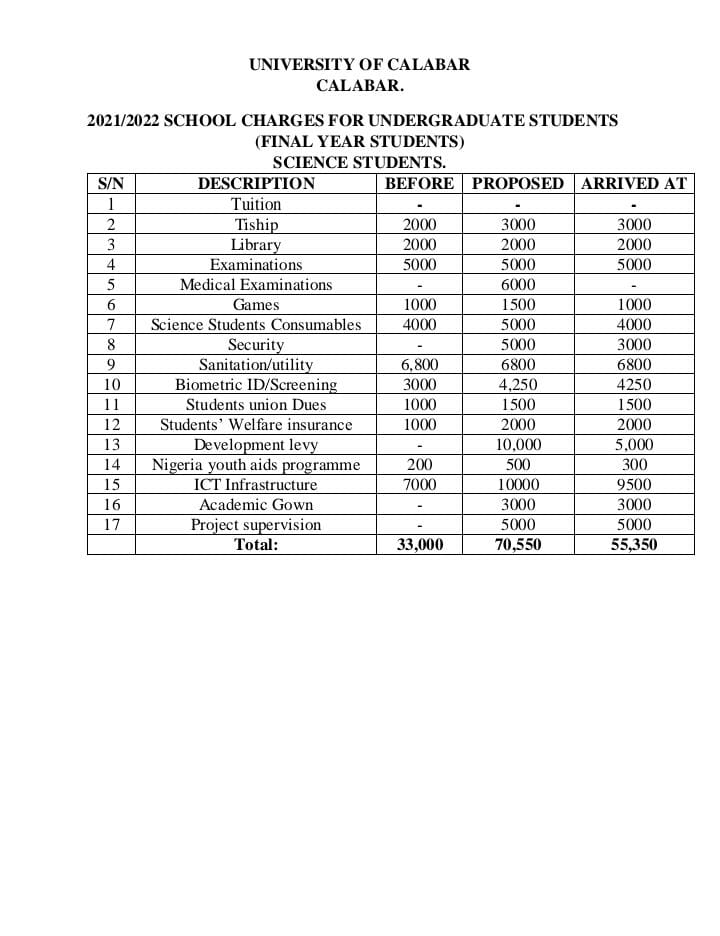 UNIVERSITY OF CALABAR
CALABAR.
2021/2022 SCHOOL CHARGES FOR UNDERGRADUATE STUDENTS
(FINAL YEAR STUDENTS)
SCIENCE STUDENTS.
S/N DESCRIPTION BEFORE PROPOSED ARRIVED AT
1 Tuition - - -
2 Tiship 2000 3000 3000
3 Library 2000 2000 2000
4 Examinations 5000 5000 5000
5 Medical Examinations - 6000 -
6 Games 1000 1500 1000
7 Science Students Consumables 4000 5000 4000
8 Security - 5000 3000
9 Sanitation/utility 6,800 6800 6800
10 Biometric ID/Screening 3000 4,250 4250
11 Students union Dues 1000 1500 1500
12 Students’ Welfare insurance 1000 2000 2000
13 Development levy - 10,000 5,000
14 Nigeria youth aids programme 200 500 300
15 ICT Infrastructure 7000 10000 9500
16 Academic Gown - 3000 3000
17 Project supervision - 5000 5000
Total: 33,000 70,550 55,350